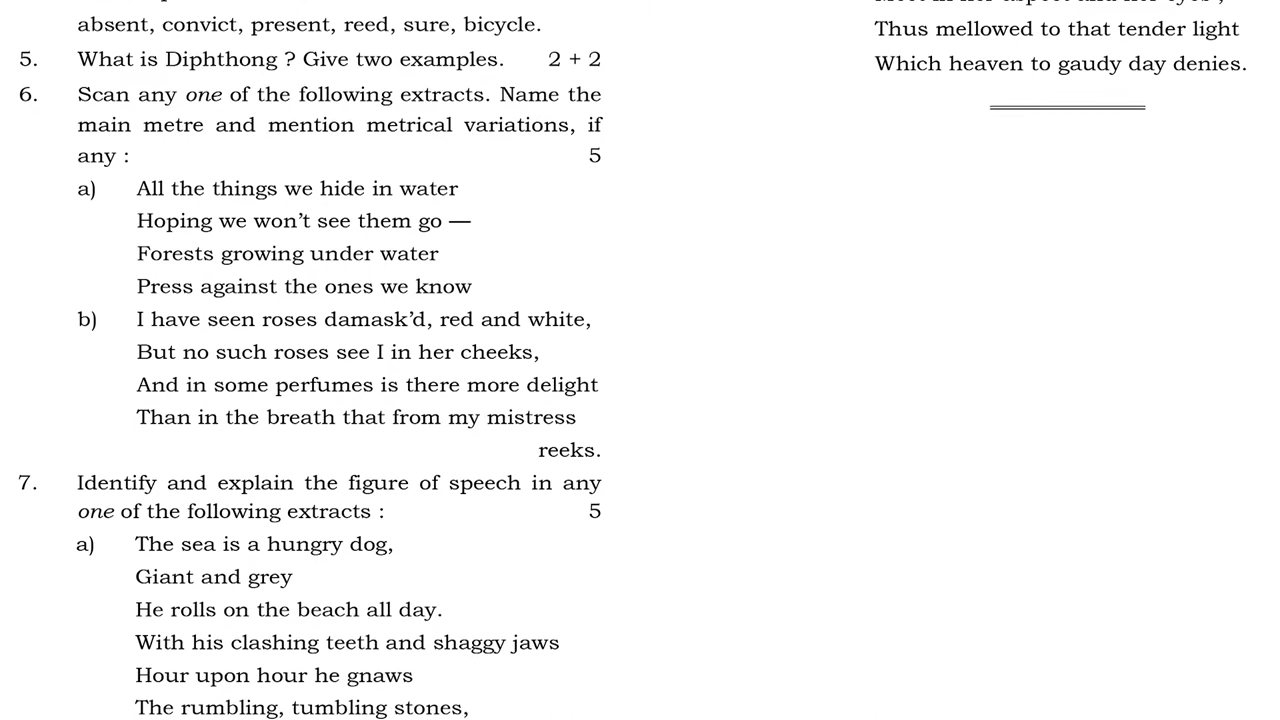 absent, convict, present, reed, sure, bicycle.
5. What is Diphthong ? Give two examples. 2 + 2
6. Scan any one of the following extracts. Name the
main metre and mention metrical variations, if
any : 5
a) All the things we hide in water
Hoping we won’t see them go —
Forests growing under water
Press against the ones we know
b) I have seen roses damask’d, red and white,
But no such roses see I in her cheeks,
And in some perfumes is there more delight
Than in the breath that from my mistress
reeks.
7. Identify and explain the figure of speech in any
one of the following extracts : 5
a) The sea is a hungry dog,
Giant and grey
He rolls on the beach all day.
With his clashing teeth and shaggy jaws
Hour upon hour he gnaws
The rumbling, tumbling stones,
Thus mellowed to that tender light
Which heaven to gaudy day denies.